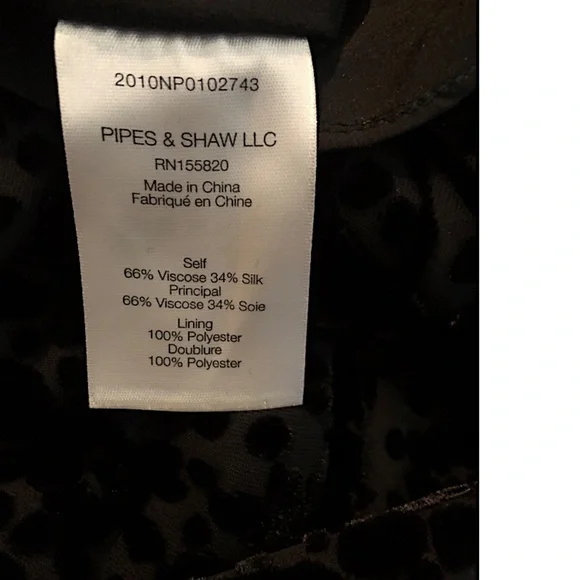 2010NP0102743
PIPES & SHAW LLC
RN155820
Made in China
Fabriqué en Chine
Self
66% Viscose 34% Silk
Principal
66% Viscose 34% Soie
Lining
100% Polyester
Doublure
100% Polyester